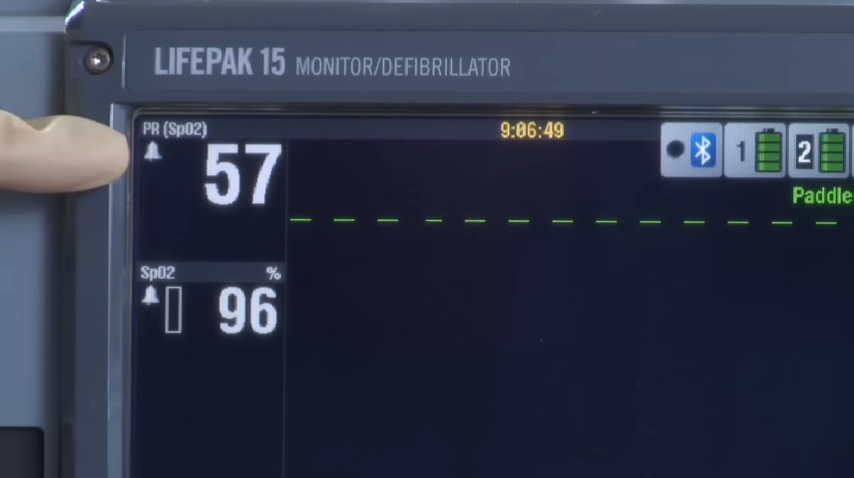 LIFEPAK 15 MONITOR/DEFIBRILLATOR
PR (SpO2) 9:06:49
57
1 2
Paddle
SpO2 %
96